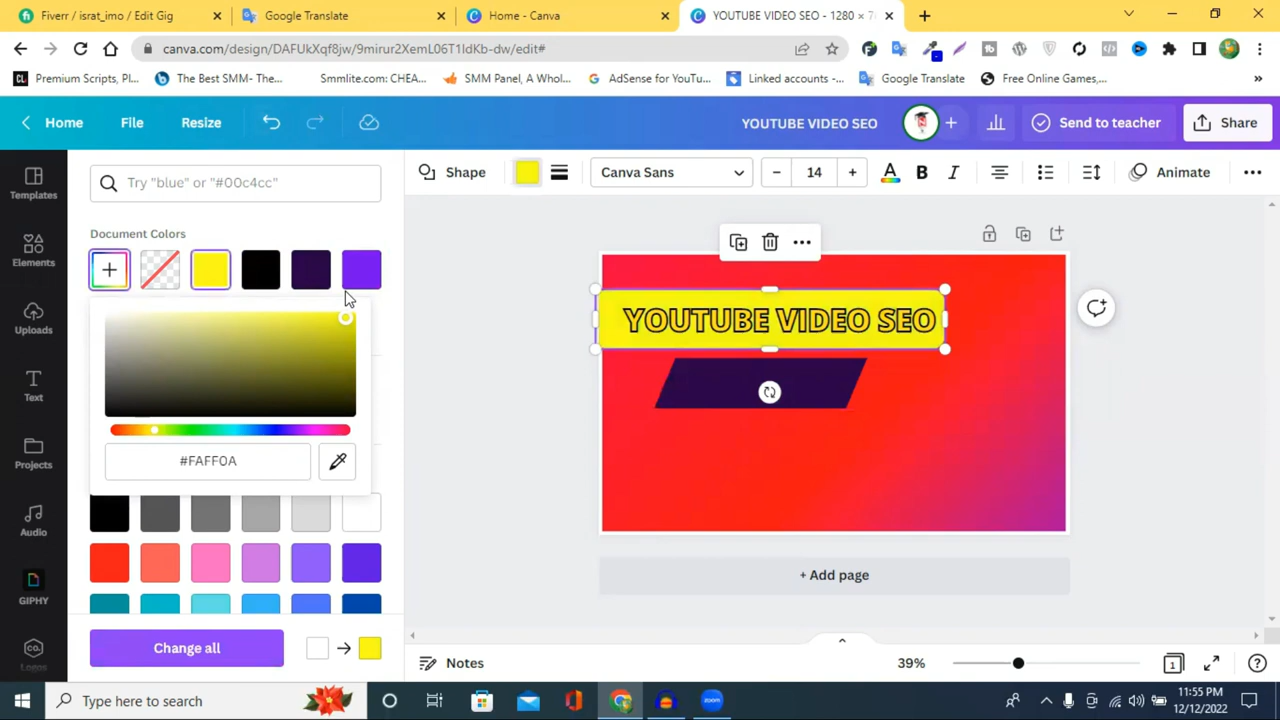 Fiverr / israt_imo / Edit Gig
Google Translate
Home - Canva
YOUTUBE VIDEO SEO - 1280 × 7
canva.com/design/DAFUkXqf8jw/9mirur2XemL06T1ldKb-dw/edit#
Premium Scripts, Pl...
The Best SMM- The...
Smmlite.com: CHEA...
SMM Panel, A Whol...
AdSense for YouTu...
Linked accounts -...
Google Translate
Free Online Games,...
Home
File
Resize
YOUTUBE VIDEO SEO
Send to teacher
Share
Templates
Elements
Uploads
Text
Projects
Audio
GIPHY
co.
Logos
Try "blue" or "#00c4cc"
Document Colors
#FAFF0A
Change all
Shape
Canva Sans
14
A
B
I
Animate
YOUTUBE VIDEO SEO
+ Add page
Notes
39%
1
Type here to search
zoom
11:55 PM
12/12/2022